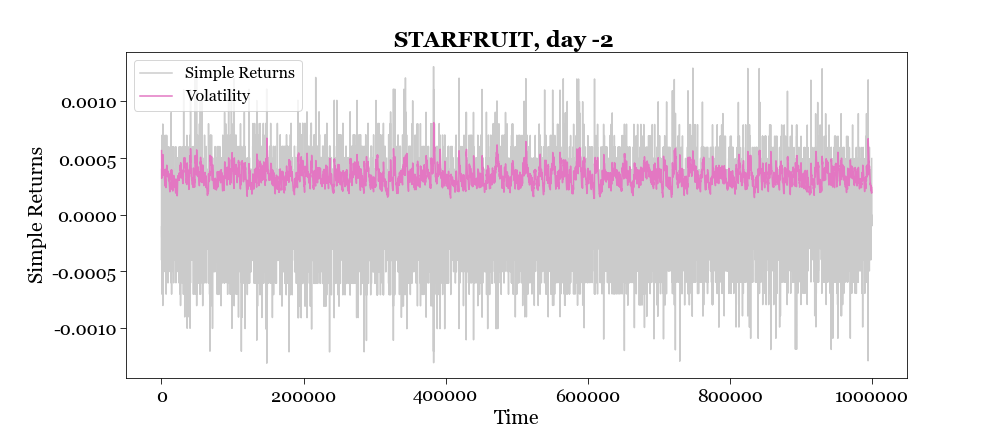 STARFRUIT, day -2
Simple Returns
Volatility
0.0010
0.0005
0.0000
-0.0005
-0.0010
Simple Returns
0
200000
400000
600000
800000
1000000
Time